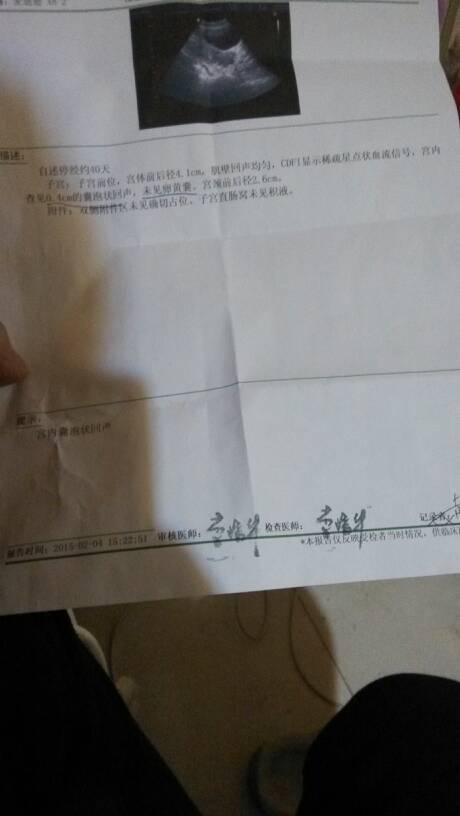 描述：
自述停经约40天
子宫：子宫前位，宫体前后径4.1cm，肌壁回声均匀，CDFI显示稀疏星点状血流信号，宫内
查见0.4cm的囊泡状回声，未见卵黄囊。宫颈前后径2.6cm。
附件：双侧附件区未见确切占位，子宫直肠窝未见积液。
提示：
宫内囊泡状回声
审核医师： 检查医师： 记录者：
报告时间：2015-02-04 15:22:51 *本报告仅反映受检者当时情况，供临床